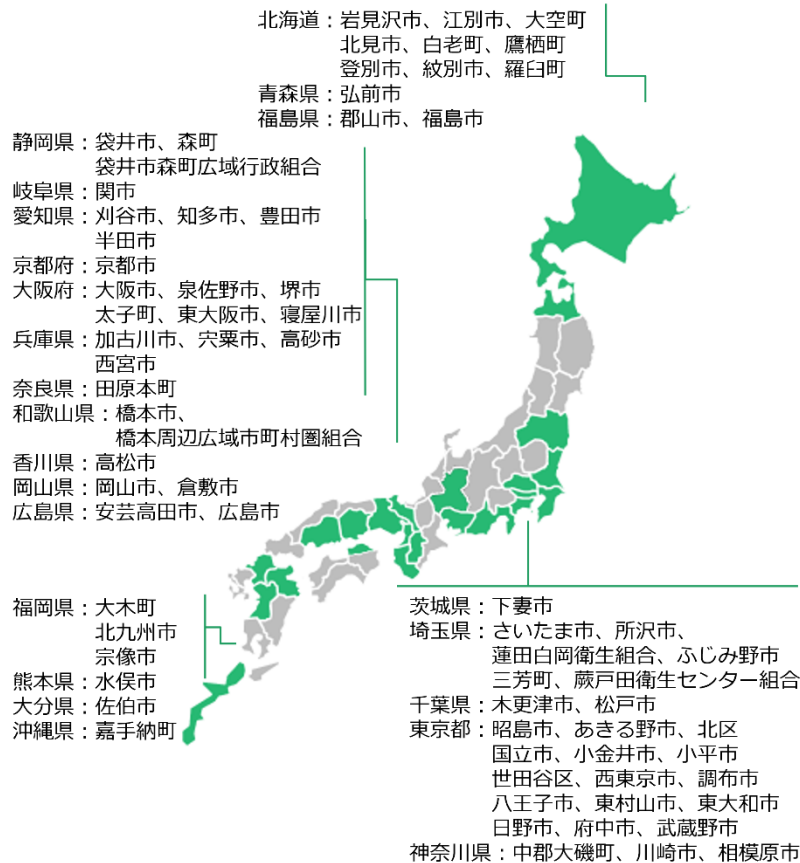 北海道：岩見沢市、江別市、大空町
北見市、白老町、鷹栖町
登別市、紋別市、羅臼町
青森県：弘前市
福島県：郡山市、福島市
静岡県：袋井市、森町
袋井市森町広域行政組合
岐阜県：関市
愛知県：刈谷市、知多市、豊田市
半田市
京都府：京都市
大阪府：大阪市、泉佐野市、堺市
太子町、東大阪市、寝屋川市
兵庫県：加古川市、宍粟市、高砂市
西宮市
奈良県：田原本町
和歌山県：橋本市、
橋本周辺広域市町村圏組合
香川県：高松市
岡山県：岡山市、倉敷市
広島県：安芸高田市、広島市
福岡県：大木町
北九州市
宗像市
熊本県：水俣市
大分県：佐伯市
沖縄県：嘉手納町
茨城県：下妻市
埼玉県：さいたま市、所沢市、
蓮田白岡衛生組合、ふじみ野市
三芳町、蕨戸田衛生センター組合
千葉県：木更津市、松戸市
東京都：昭島市、あきる野市、北区
国立市、小金井市、小平市
世田谷区、西東京市、調布市
八王子市、東村山市、東大和市
日野市、府中市、武蔵野市
神奈川県：中郡大磯町、川崎市、相模原市